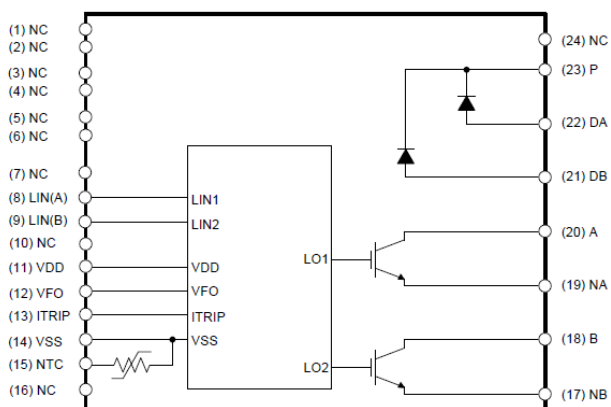 (1) NC
(2) NC
(3) NC
(4) NC
(5) NC
(6) NC
(7) NC
(8) LIN(A)
(9) LIN(B)
(10) NC
(11) VDD
(12) VFO
(13) ITRIP
(14) VSS
(15) NTC
(16) NC
LIN1
LIN2
VDD
VFO
ITRIP
VSS
LO1
LO2
(24) NC
(23) P
(22) DA
(21) DB
(20) A
(19) NA
(18) B
(17) NB